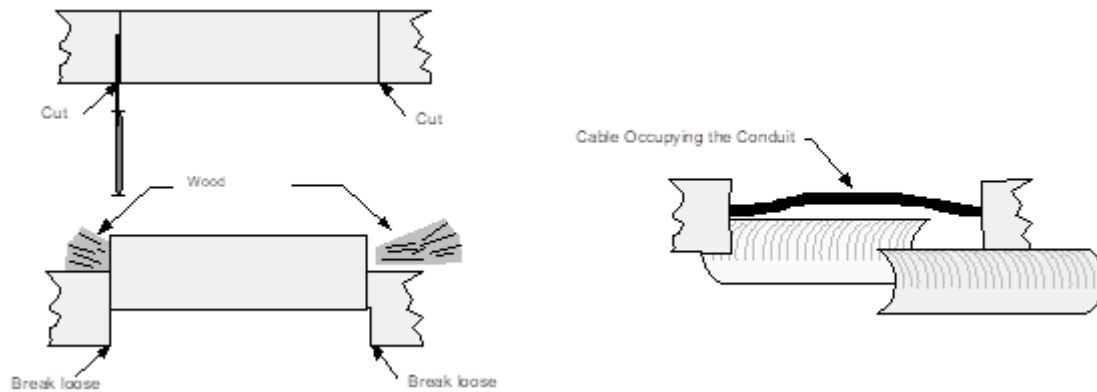 Cut
Cut
Cable Occupying the Conduit
Wood
Break loose
Break loose